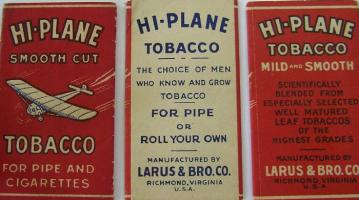 HI-PLANE
SMOOTH CUT
TOBACCO
FOR PIPE AND
CIGARETTES
HI-PLANE
TOBACCO
THE CHOICE OF MEN
WHO KNOW AND GROW
TOBACCO
FOR PIPE
OR
ROLL YOUR OWN
MANUFACTURED BY
LARUS & BRO. CO.
RICHMOND, VIRGINIA
U.S.A.
HI-PLANE
TOBACCO
MILD AND SMOOTH
SCIENTIFICALLY
BLENDED FROM
ESPECIALLY SELECTED
WELL MATURED
LEAF TOBACCOS
OF THE
HIGHEST GRADES
MANUFACTURED BY
LARUS & BRO. CO.
RICHMOND, VIRGINIA
U.S.A.